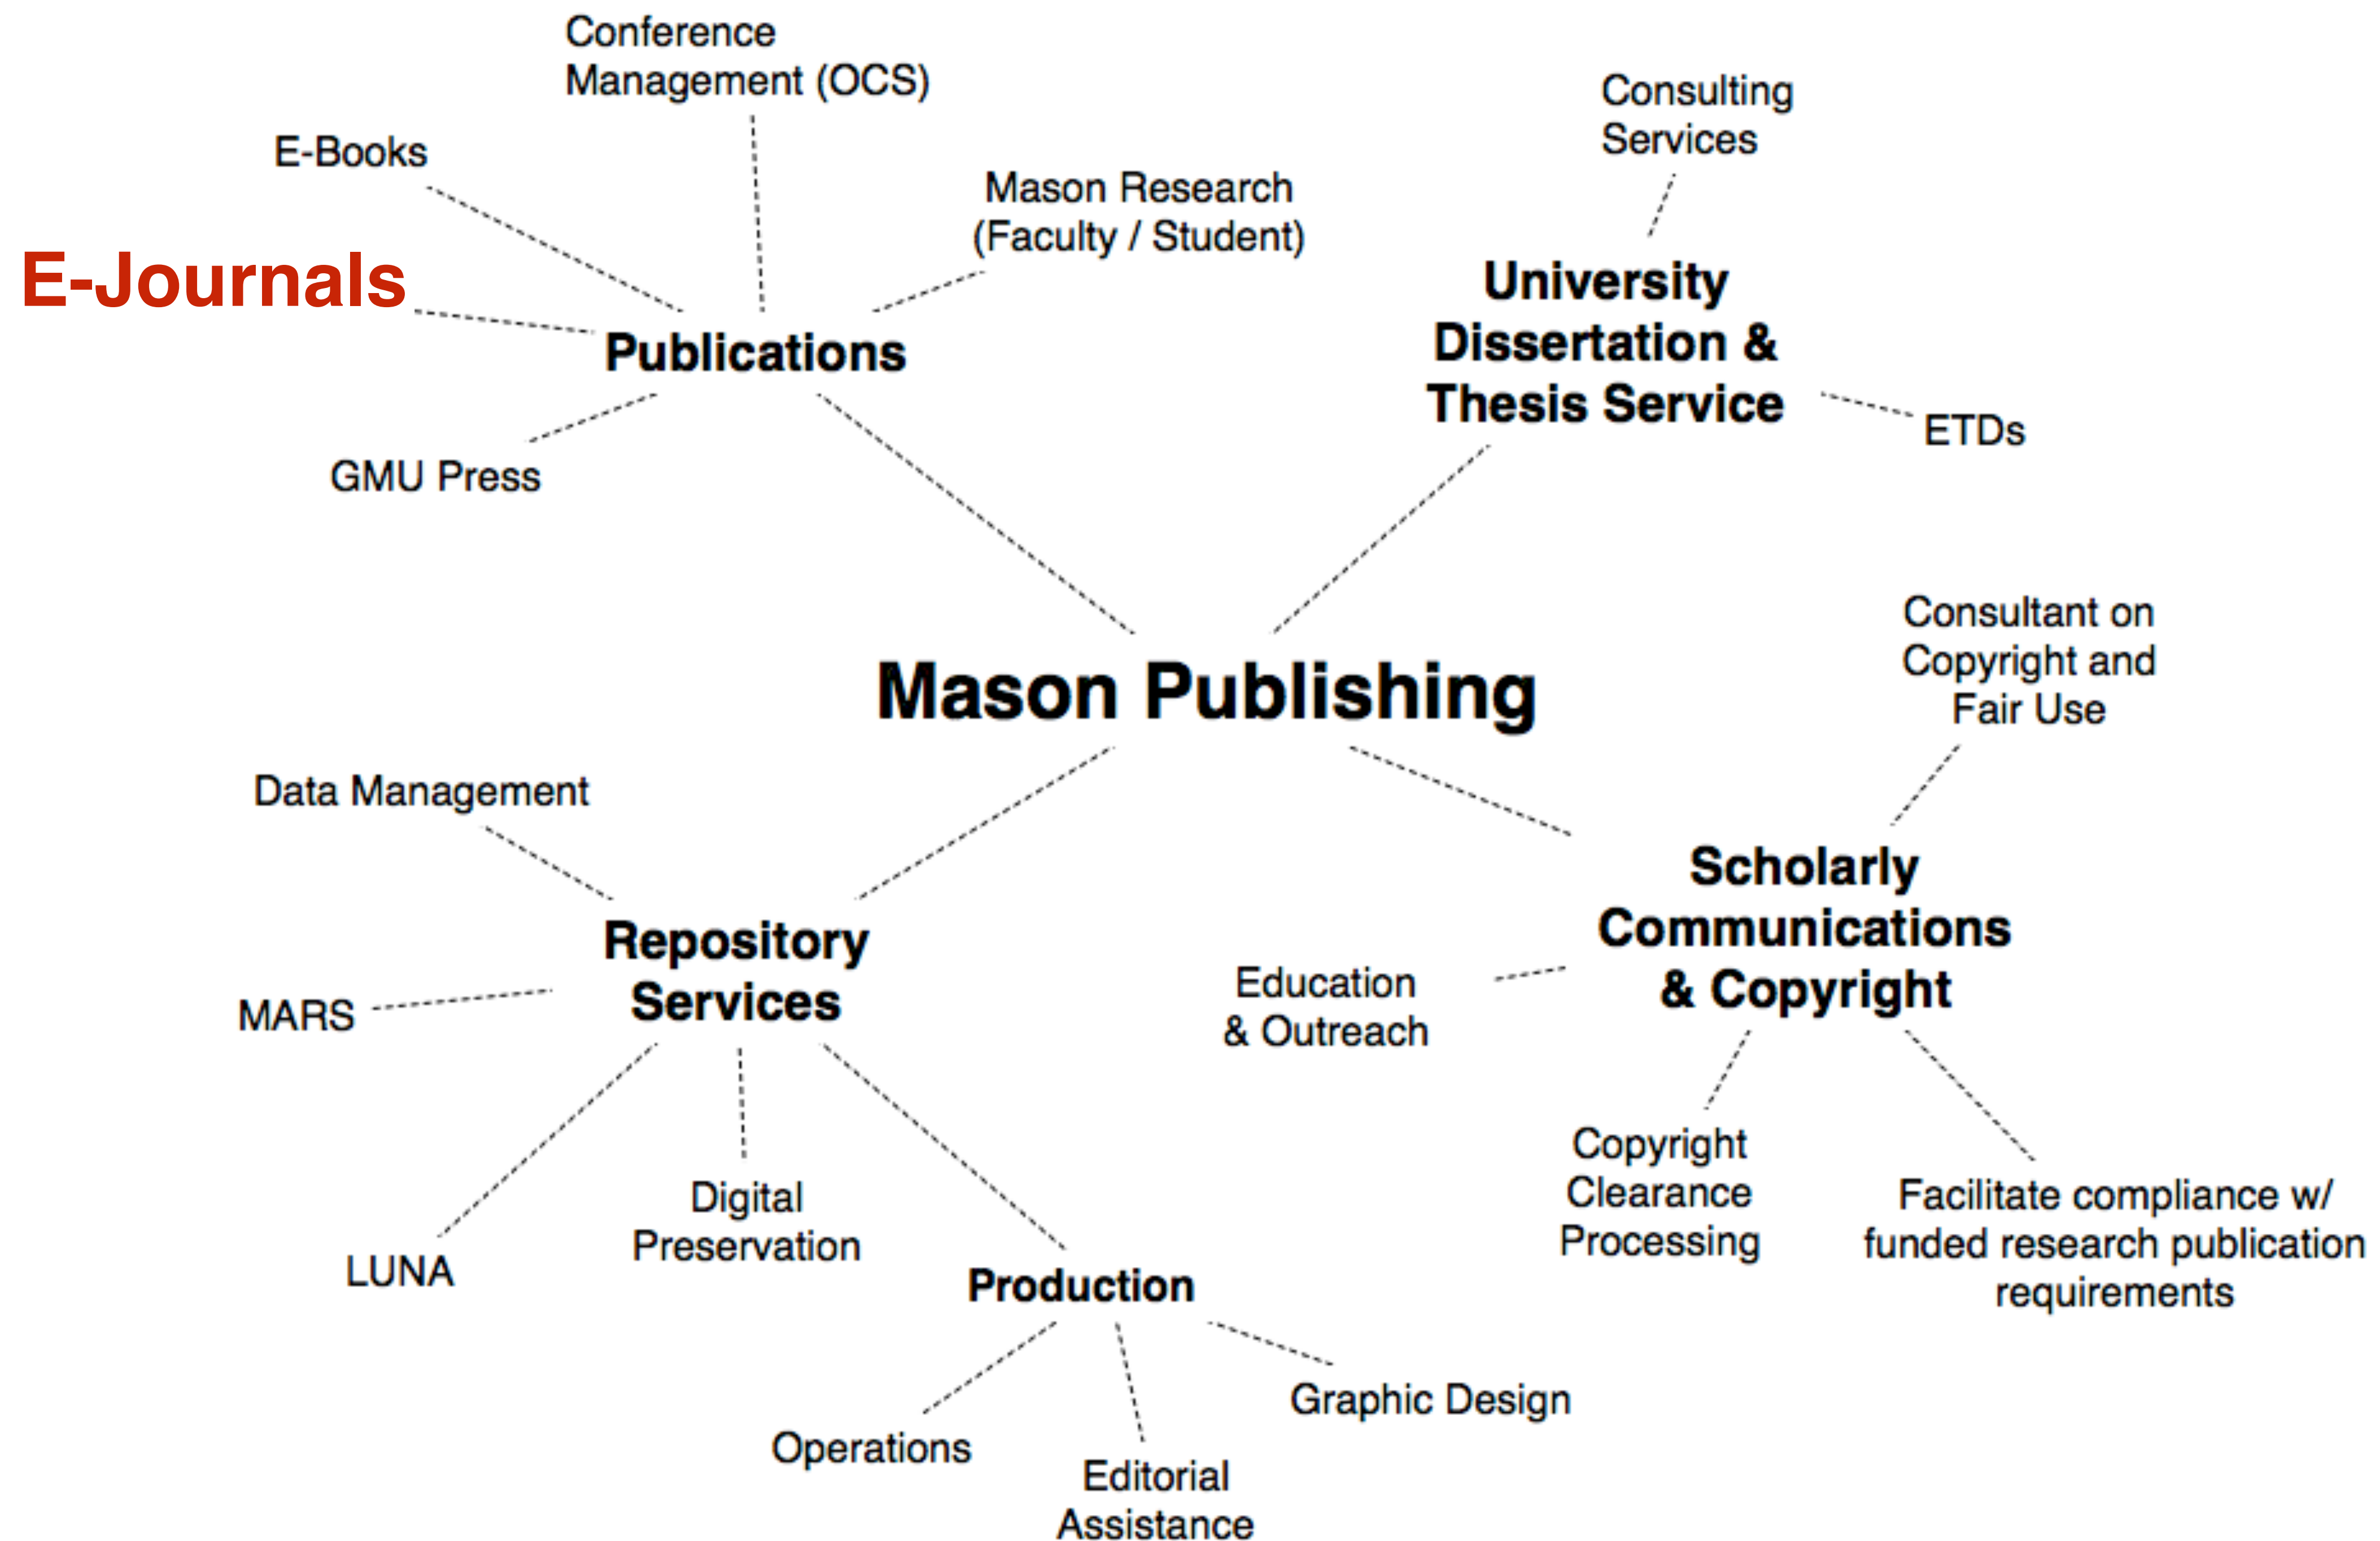 Conference
Management (OCS)
E-Books
Mason Research
(Faculty / Student)
E-Journals
Publications
GMU Press
Consulting
Services
University
Dissertation &
Thesis Service
ETDs
Mason Publishing
Consultant on
Copyright and
Fair Use
Scholarly
Communications
& Copyright
Education
& Outreach
Copyright
Clearance
Processing
Facilitate compliance w/
funded research publication
requirements
Data Management
Repository
Services
MARS
LUNA
Digital
Preservation
Production
Operations
Editorial
Assistance
Graphic Design